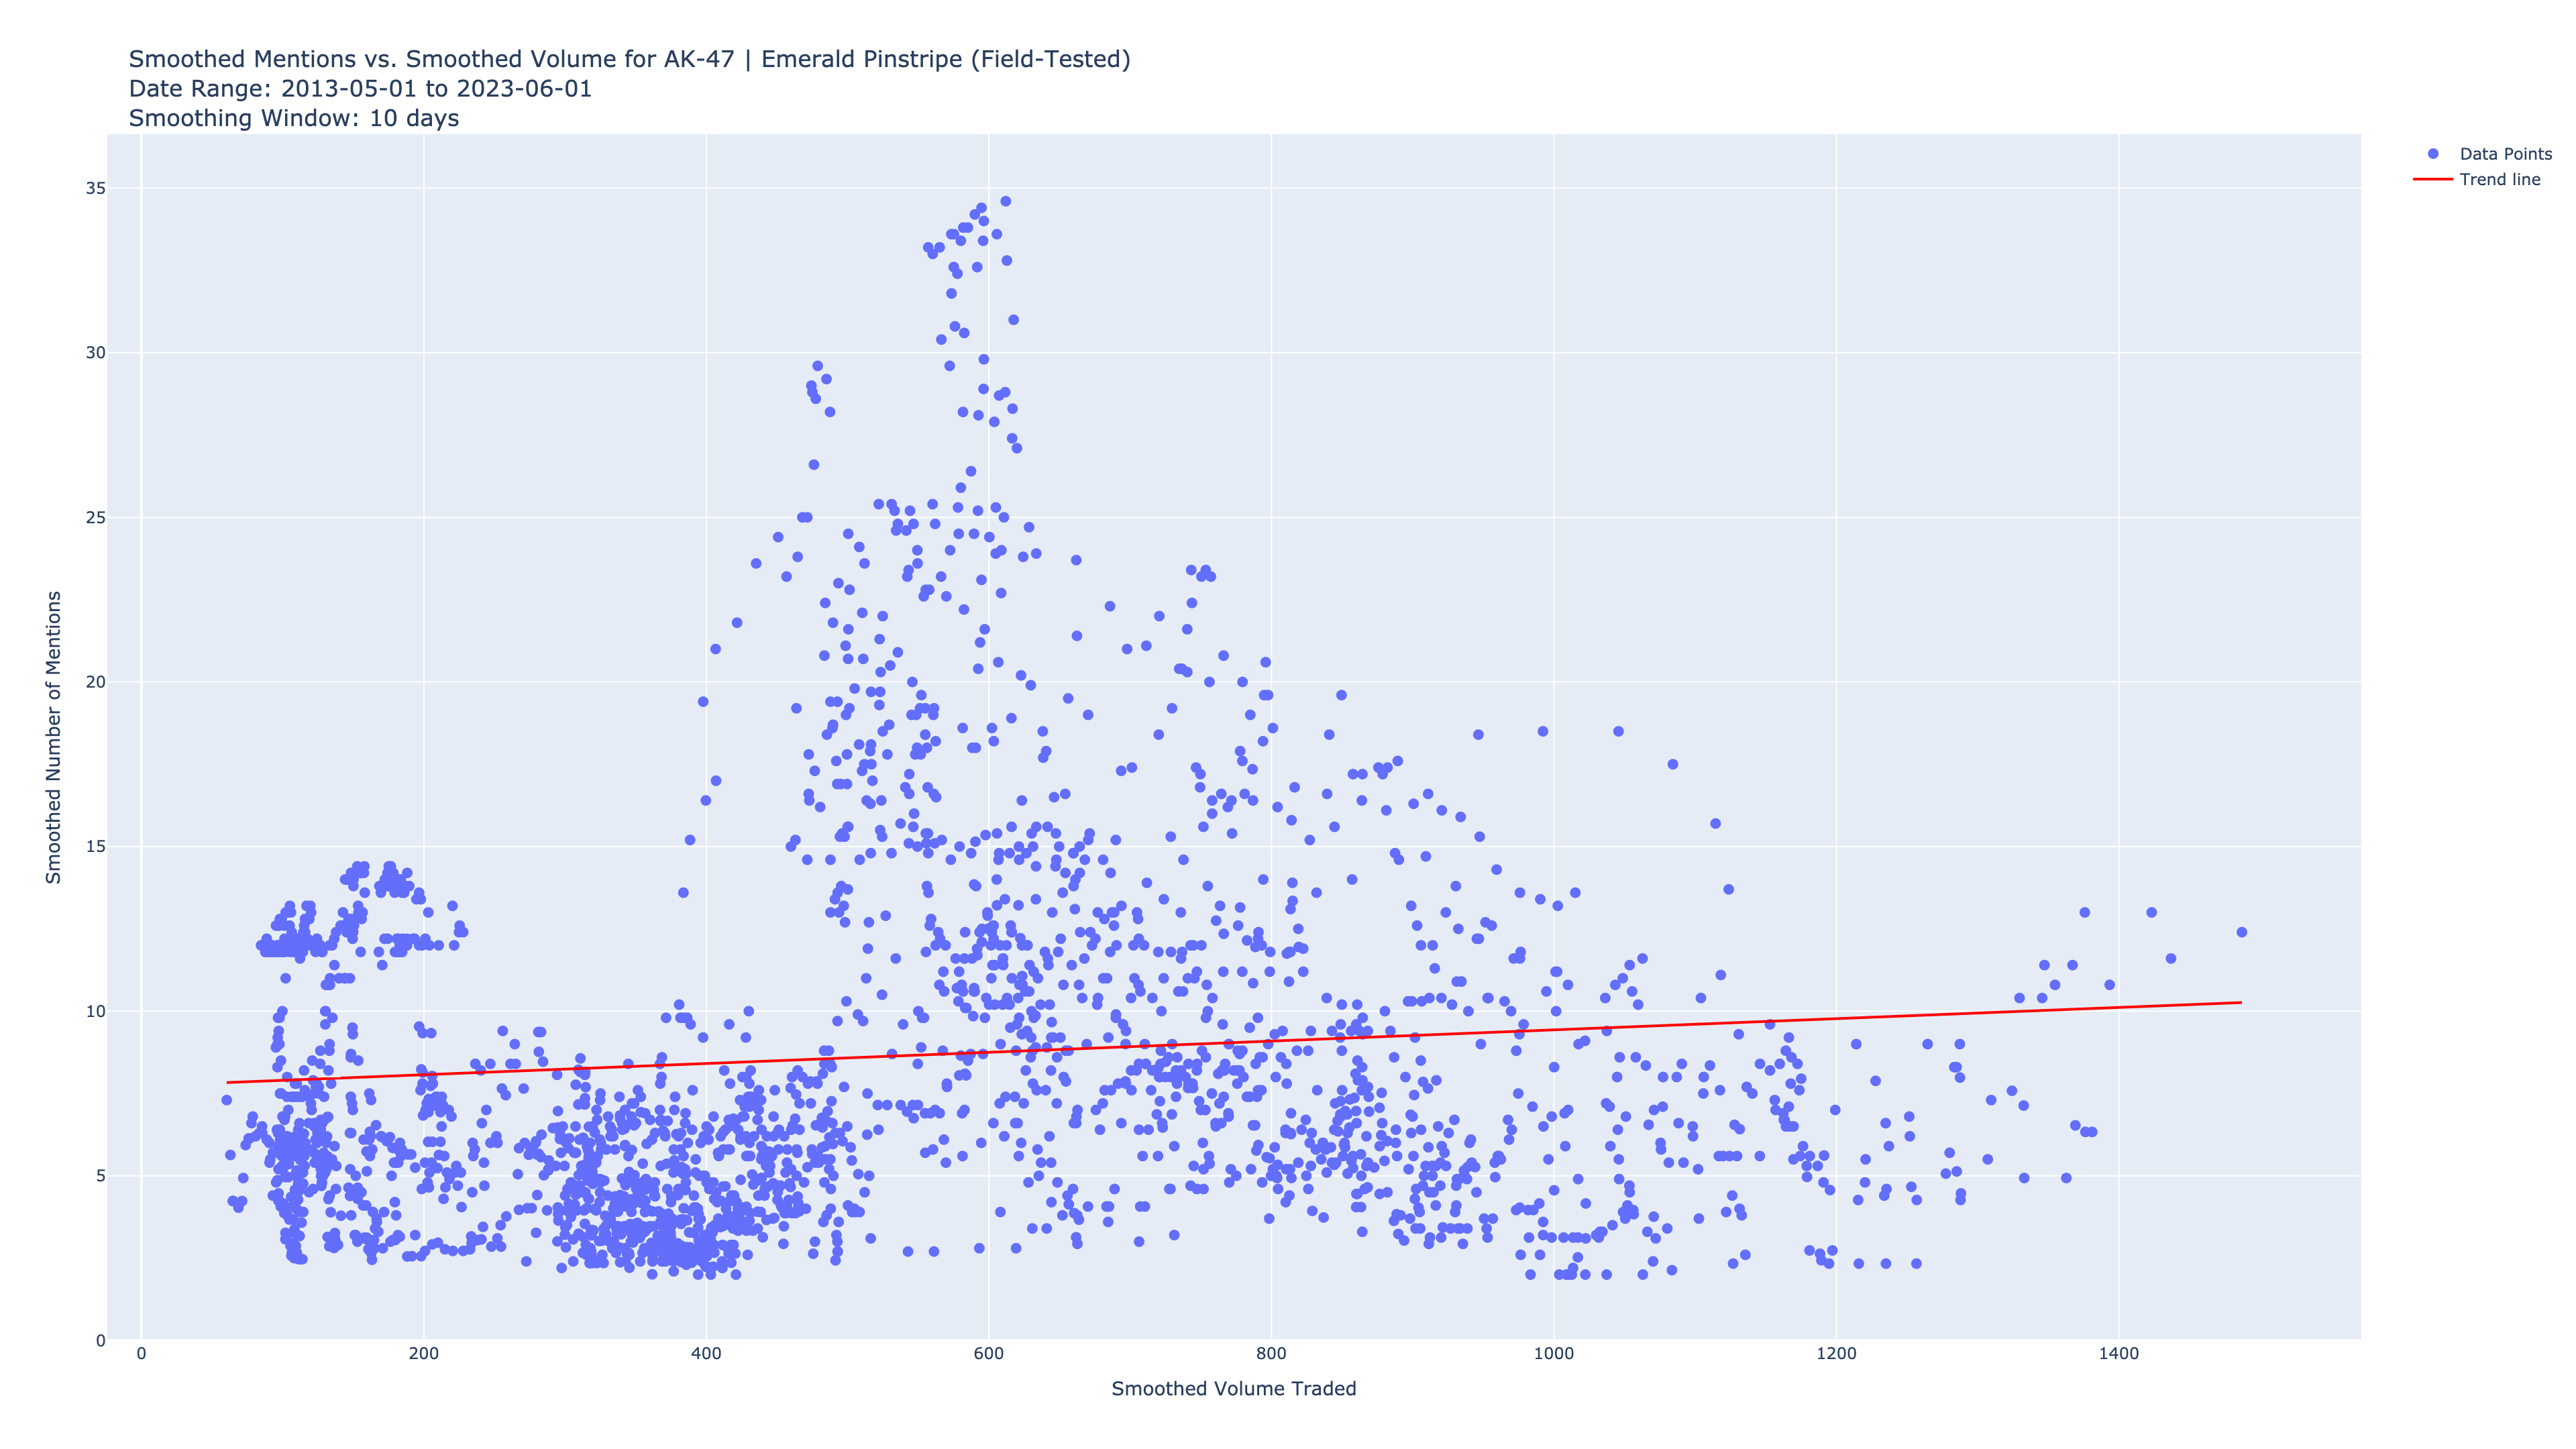 Smoothed Mentions vs. Smoothed Volume for AK-47 | Emerald Pinstripe (Field-Tested)
Date Range: 2013-05-01 to 2023-06-01
Smoothing Window: 10 days
Data Points
Trend line
35
30
25
20
15
10
5
0
Smoothed Number of Mentions
0 200 400 600 800 1000 1200 1400
Smoothed Volume Traded